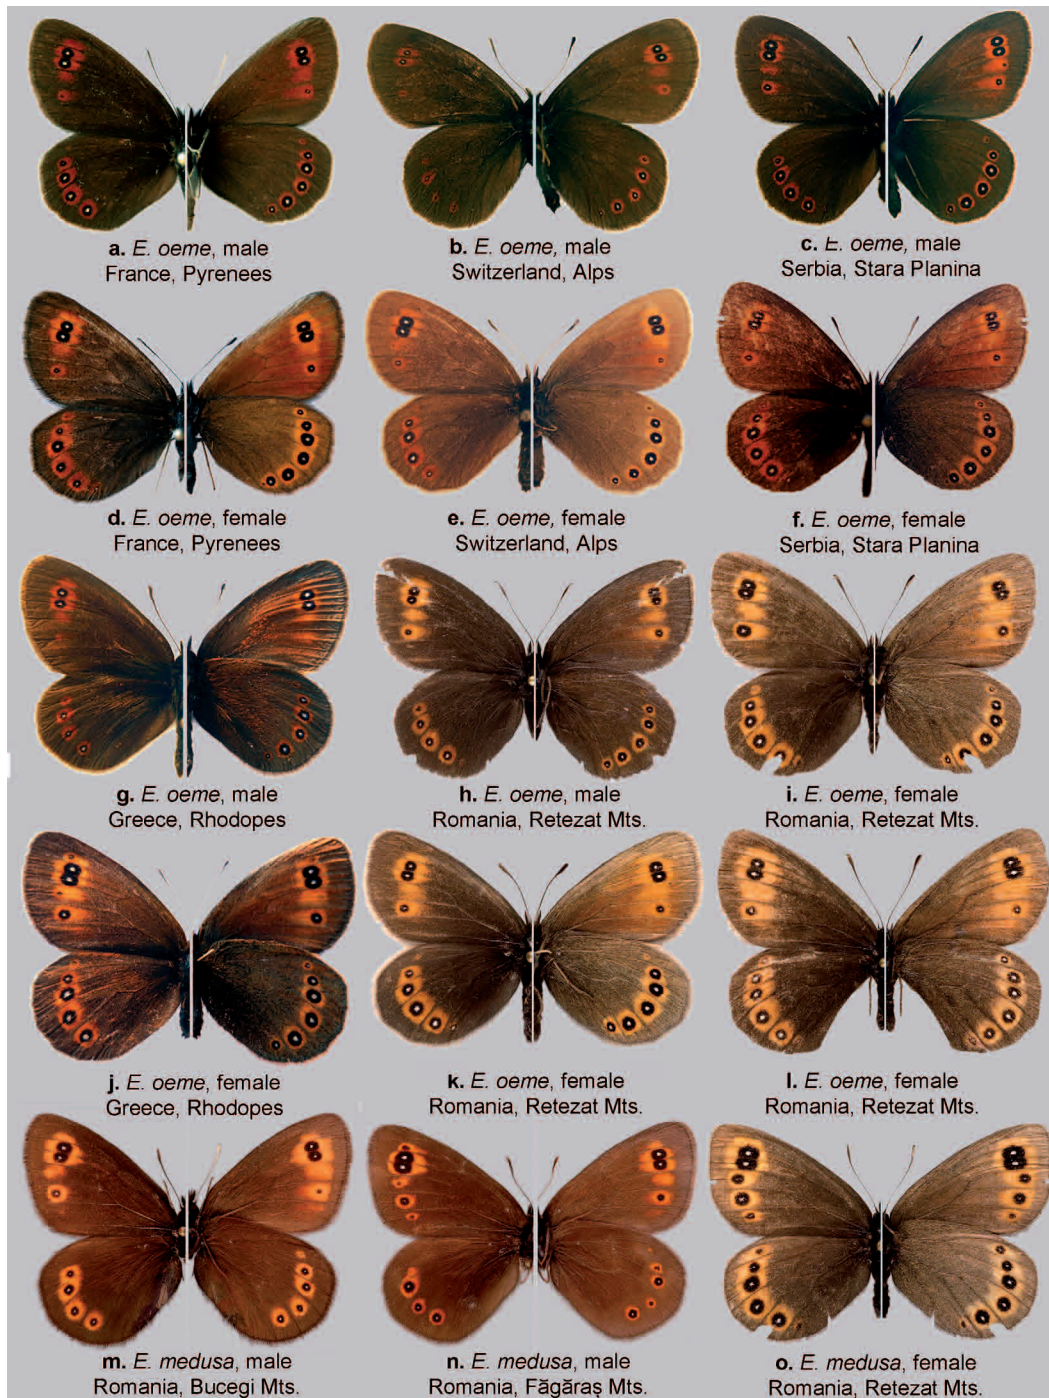 a. E. oeme, male
France, Pyrenees
b. E. oeme, male
Switzerland, Alps
c. E. oeme, male
Serbia, Stara Planina
d. E. oeme, female
France, Pyrenees
e. E. oeme, female
Switzerland, Alps
f. E. oeme, female
Serbia, Stara Planina
g. E. oeme, male
Greece, Rhodopes
h. E. oeme, male
Romania, Retezat Mts.
i. E. oeme, female
Romania, Retezat Mts.
j. E. oeme, female
Greece, Rhodopes
k. E. oeme, female
Romania, Retezat Mts.
l. E. oeme, female
Romania, Retezat Mts.
m. E. medusa, male
Romania, Bucegi Mts.
n. E. medusa, male
Romania, Făgăraș Mts.
o. E. medusa, female
Romania, Retezat Mts.